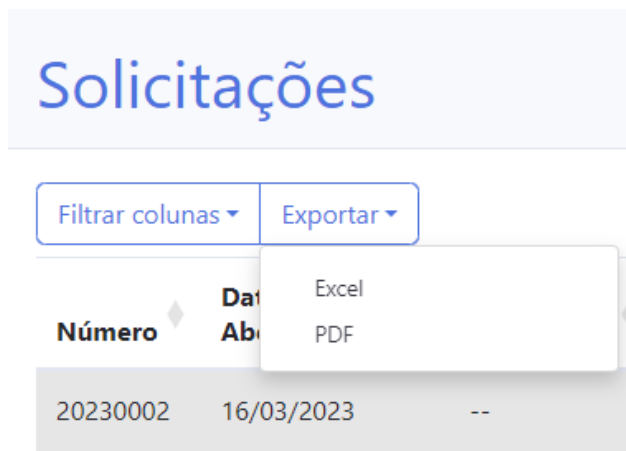 Solicitações
Filtrar colunas Exportar
Excel
PDF
Número
20230002 16/03/2023 --